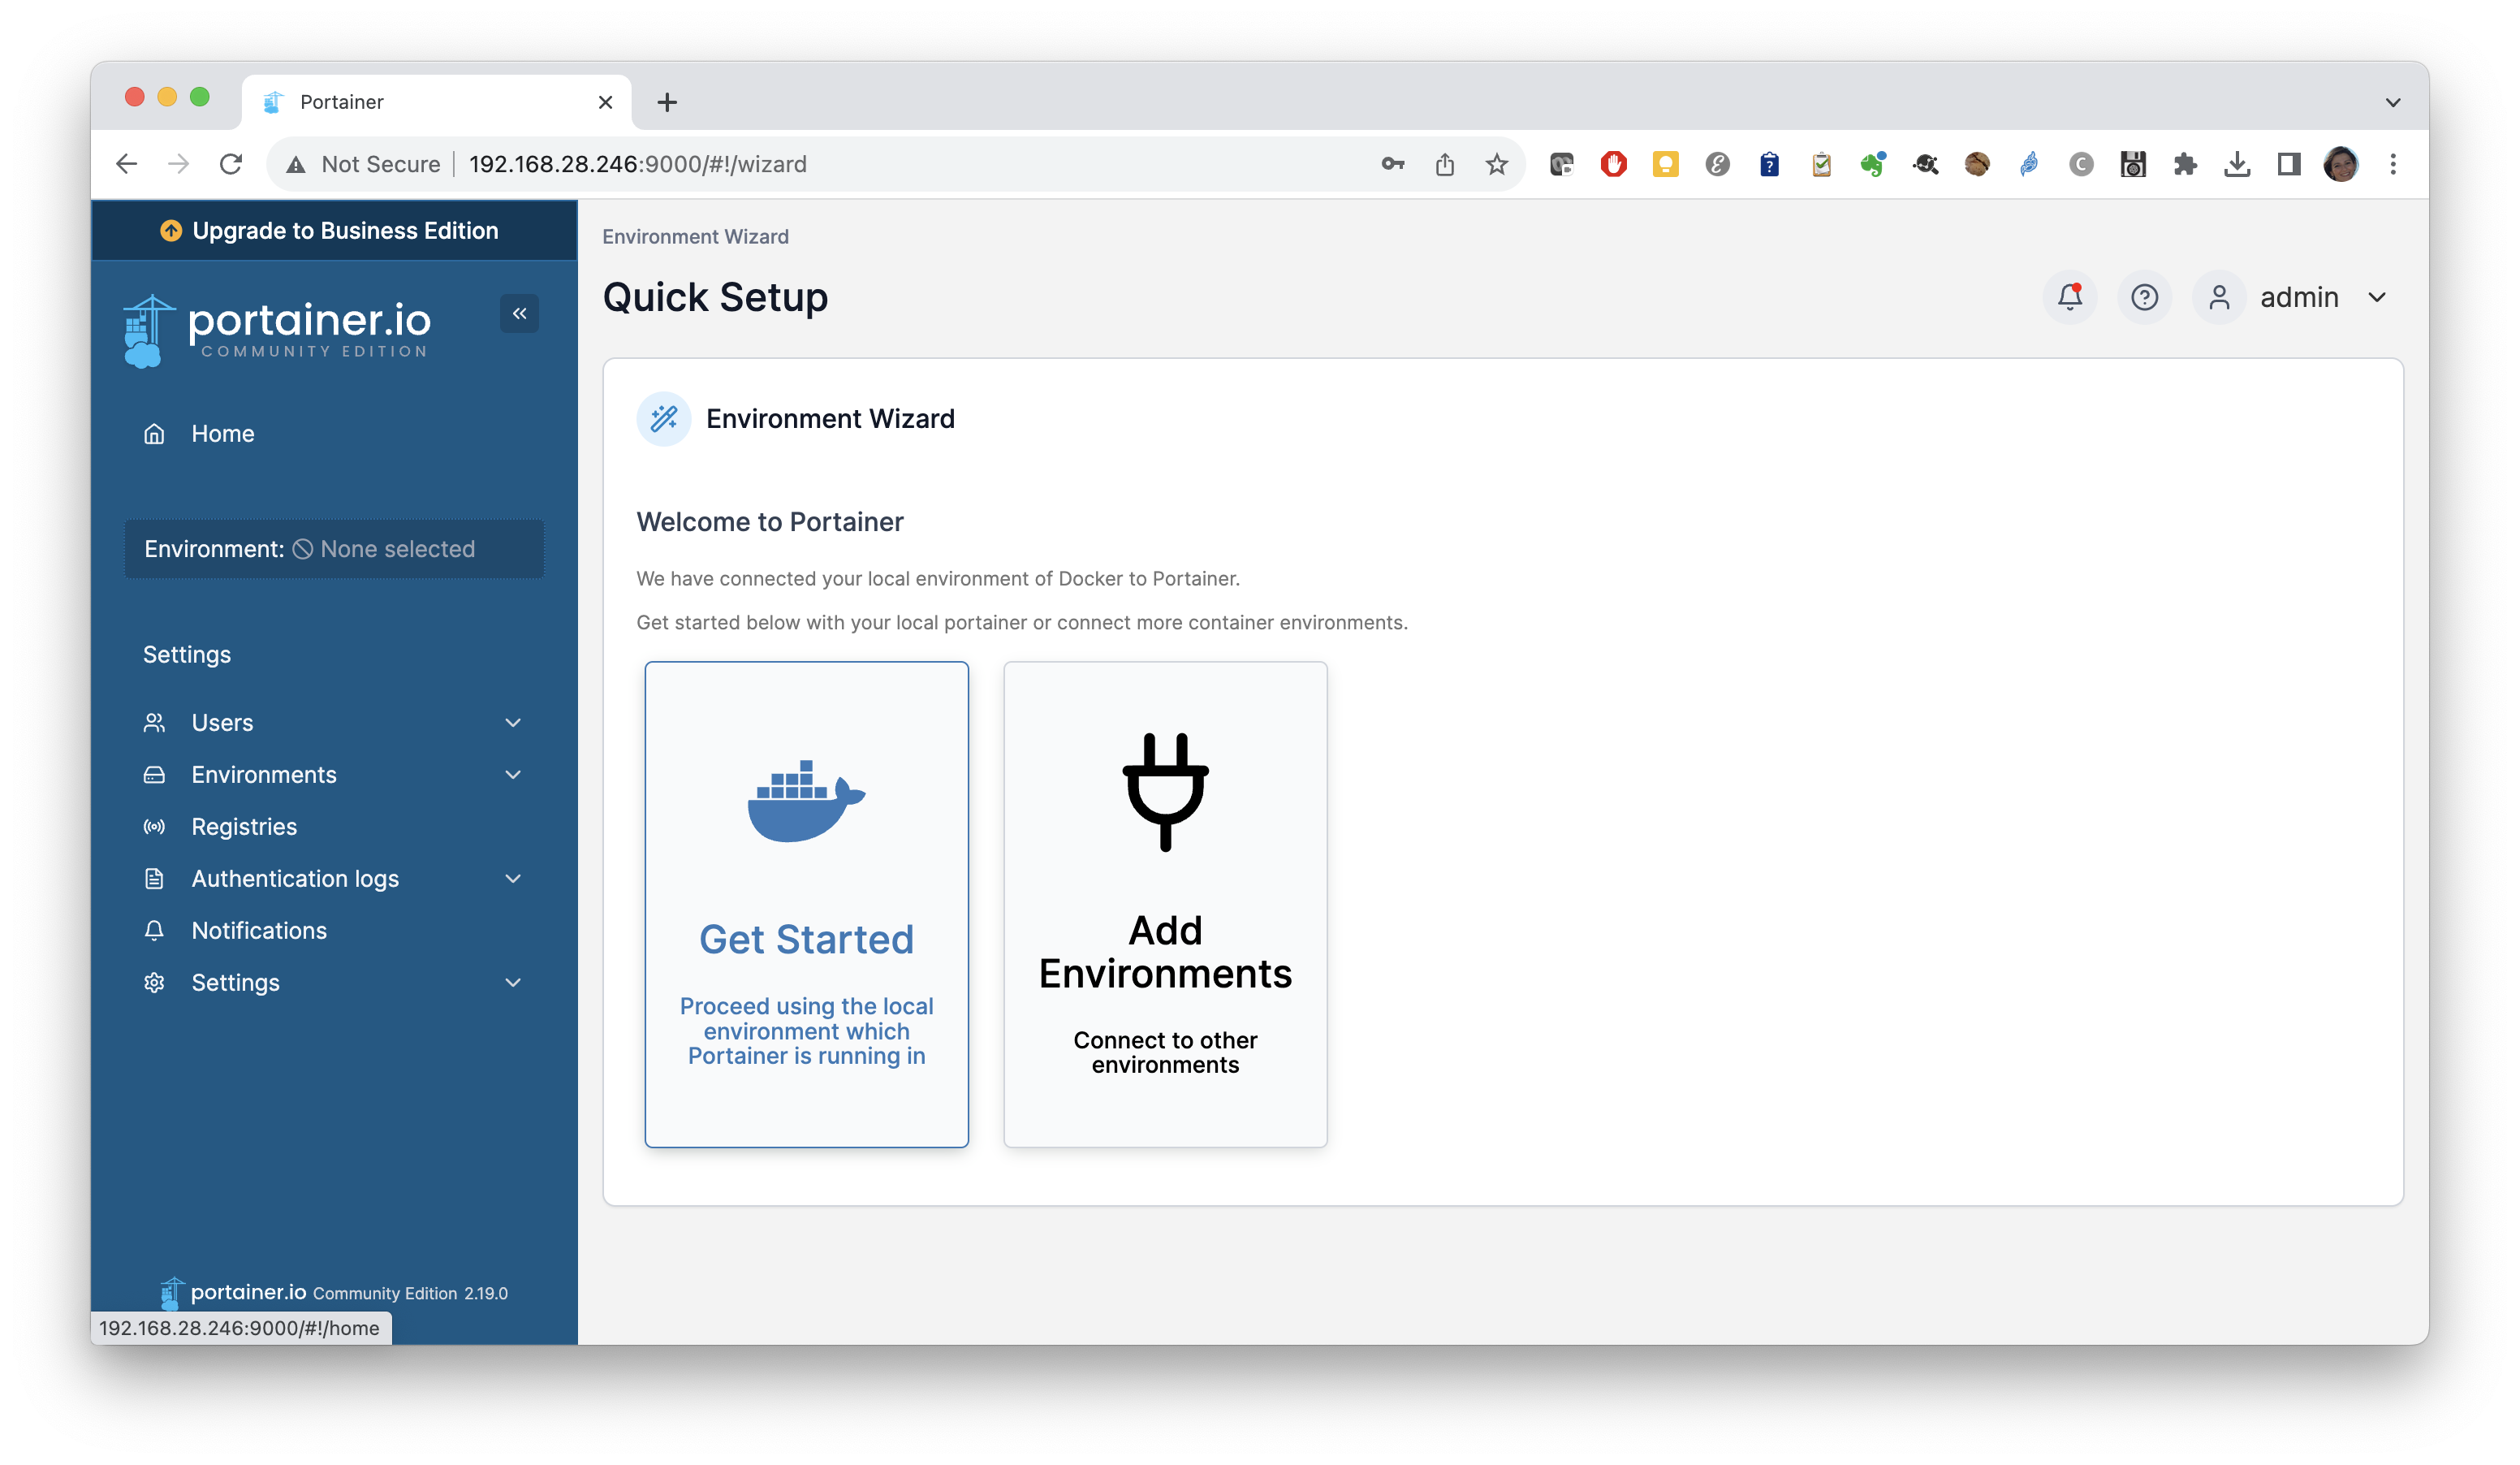 Portainer
Not Secure
192.168.28.246:9000/#!/wizard
Upgrade to Business Edition
portainer.io
COMMUNITY EDITION
Home
Environment: None selected
Settings
Users
Environments
Registries
Authentication logs
Notifications
Settings
portainer.io Community Edition 2.19.0
192.168.28.246:9000/#!/home
Environment Wizard
Quick Setup
admin
Environment Wizard
Welcome to Portainer
We have connected your local environment of Docker to Portainer.
Get started below with your local portainer or connect more container environments.
Get Started
Proceed using the local
environment which
Portainer is running in
Add
Environments
Connect to other
environments